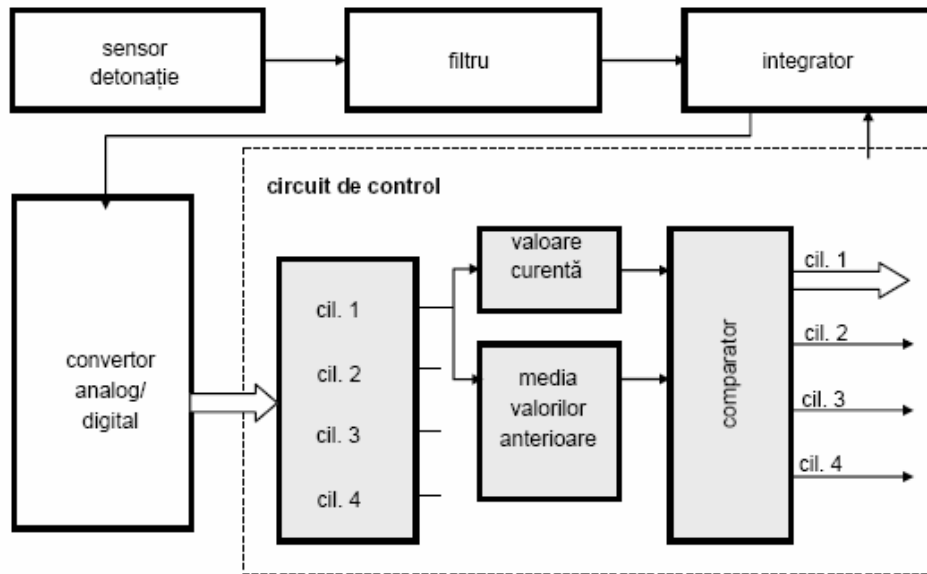 sensor
detonație
filtru
integrator
circuit de control
convertor
analog/
digital
cil. 1
cil. 2
cil. 3
cil. 4
valoare
curentă
media
valorilor
anterioare
comparator
cil. 1
cil. 2
cil. 3
cil. 4